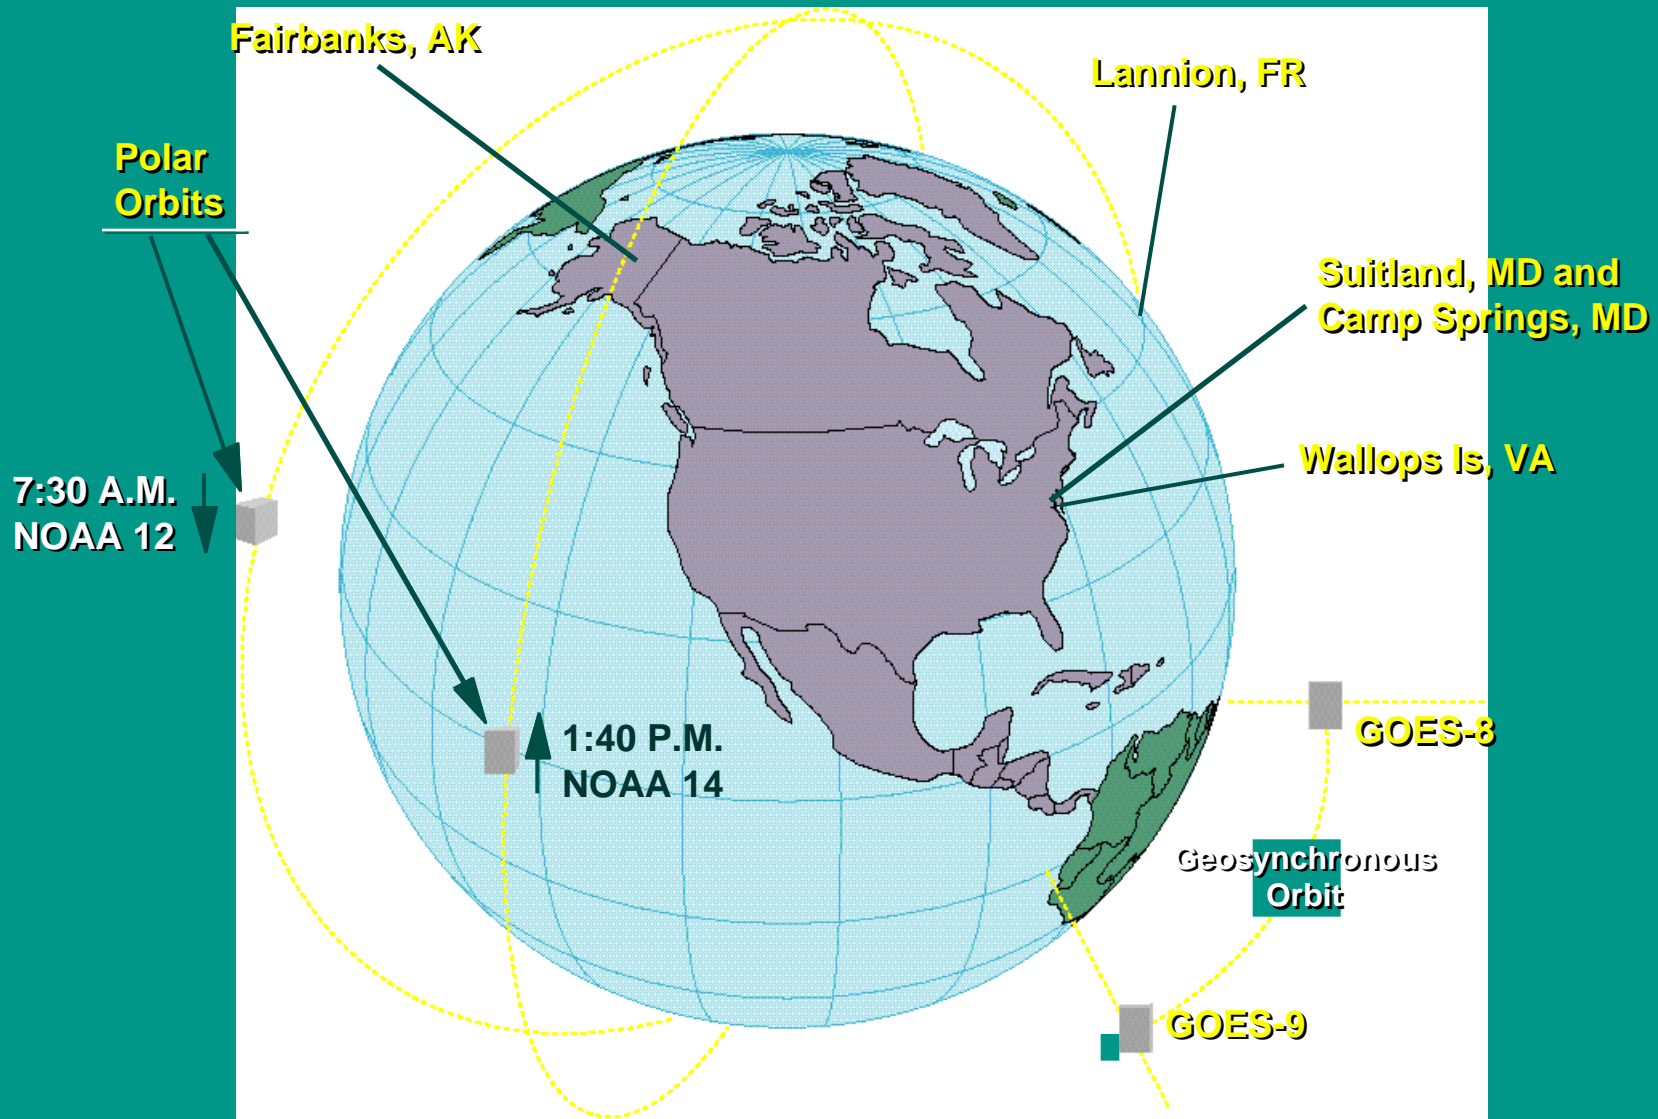 Fairbanks, AK
Lannion, FR
Polar
Orbits
Suitland, MD and
Camp Springs, MD
Wallops Is, VA
7:30 A.M.
NOAA 12
1:40 P.M.
NOAA 14
GOES-8
Geosynchronous
Orbit
GOES-9